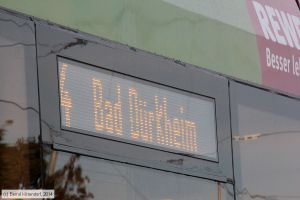 REWE
Besser le
4 Bad Dürkheim
(c) Bernd Kittendorf, 2014